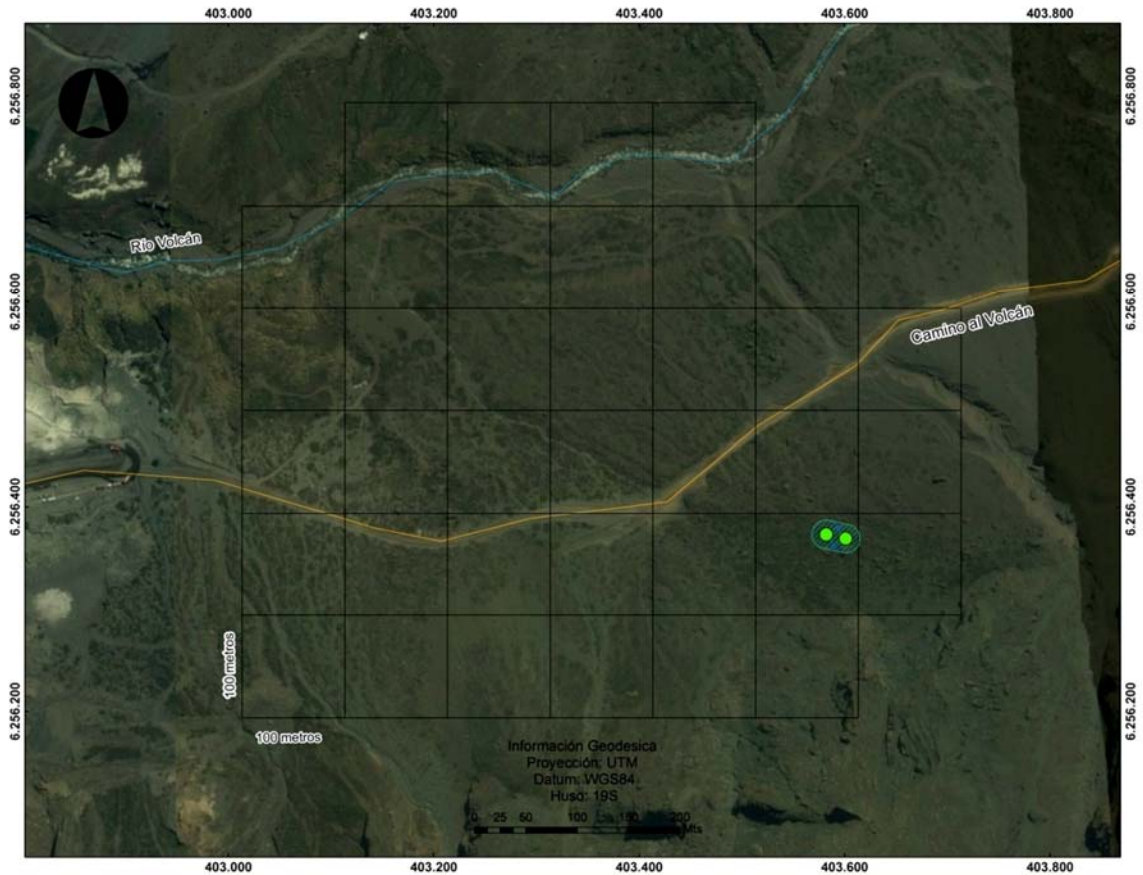 403.000 403.200 403.400 403.600 403.800
6.256.800
6.256.800
Río Volcán
6.256.600
6.256.600
Camino al Volcán
6.256.400
6.256.400
100 metros
6.256.200
6.256.200
100 metros
Información Geodesica
Proyección: UTM
Datum: WGS84
Huso: 19S
0 25 50 100 150 200
Mts
403.000 403.200 403.400 403.600 403.800